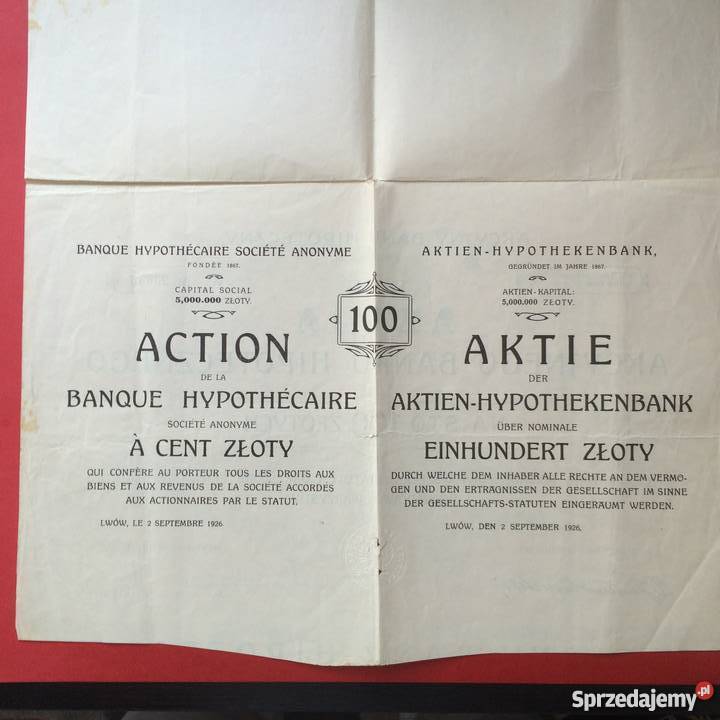 BANQUE HYPOTHÉCAIRE SOCIÉTÉ ANONYME
FONDÉE 1867.
CAPITAL SOCIAL
5,000.000 ZŁOTY.
ACTION
DE LA
BANQUE HYPOTHÉCAIRE
SOCIÉTÉ ANONYME
À CENT ZŁOTY
QUI CONFÈRE AU PORTEUR TOUS LES DROITS AUX
BIENS ET AUX REVENUS DE LA SOCIÉTÉ ACCORDÉS
AUX ACTIONNAIRES PAR LE STATUT.
LWÓW, LE 2 SEPTEMBRE 1926.
100
AKTIEN-HYPOTHEKENBANK,
GEGRÜNDET IM JAHRE 1867.
AKTIEN-KAPITAL:
5,000.000 ZŁOTY.
AKTIE
DER
AKTIEN-HYPOTHEKENBANK
ÜBER NOMINALE
EINHUNDERT ZŁOTY
DURCH WELCHE DEM INHABER ALLE RECHTE AN DEM VERMO-
GEN UND DEN ERTRÄGNISSEN DER GESELLSCHAFT IM SINNE
DER GESELLSCHAFTS-STATUTEN EINGERÄUMT WERDEN.
LWÓW, DEN 2 SEPTEMBER 1926.
Sprzedajemy.pl